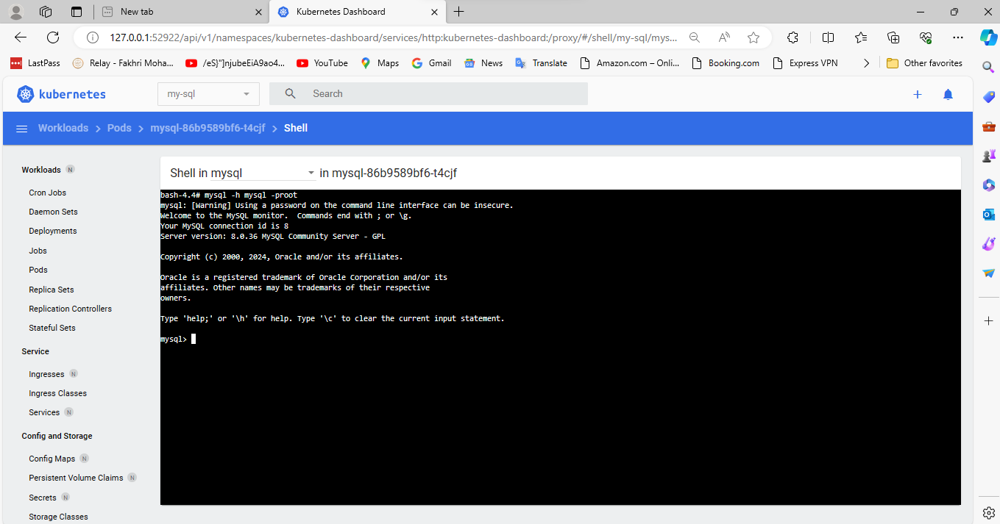 New tab
Kubernetes Dashboard
127.0.0.1:52922/api/v1/namespaces/kubernetes-dashboard/services/http:kubernetes-dashboard:/proxy/#/shell/my-sql/mys...
LastPass
Relay - Fakhri Moha...
/eS}"]njubeEiA9ao4...
YouTube
Maps
Gmail
News
Translate
Amazon.com – Onli...
Booking.com
Express VPN
Other favorites
kubernetes
my-sql
Search
Workloads > Pods > mysql-86b9589bf6-t4cjf > Shell
Workloads N
Cron Jobs
Daemon Sets
Deployments
Jobs
Pods
Replica Sets
Replication Controllers
Stateful Sets
Service
Ingresses N
Ingress Classes
Services N
Config and Storage
Config Maps N
Persistent Volume Claims N
Secrets N
Storage Classes
Shell in mysql in mysql-86b9589bf6-t4cjf
bash-4.4# mysql -h mysql -proot
mysql: [Warning] Using a password on the command line interface can be insecure.
Welcome to the MySQL monitor.  Commands end with ; or \g.
Your MySQL connection id is 8
Server version: 8.0.36 MySQL Community Server - GPL
Copyright (c) 2000, 2024, Oracle and/or its affiliates.
Oracle is a registered trademark of Oracle Corporation and/or its
affiliates. Other names may be trademarks of their respective
owners.
Type 'help;' or '\h' for help. Type '\c' to clear the current input statement.
mysql>